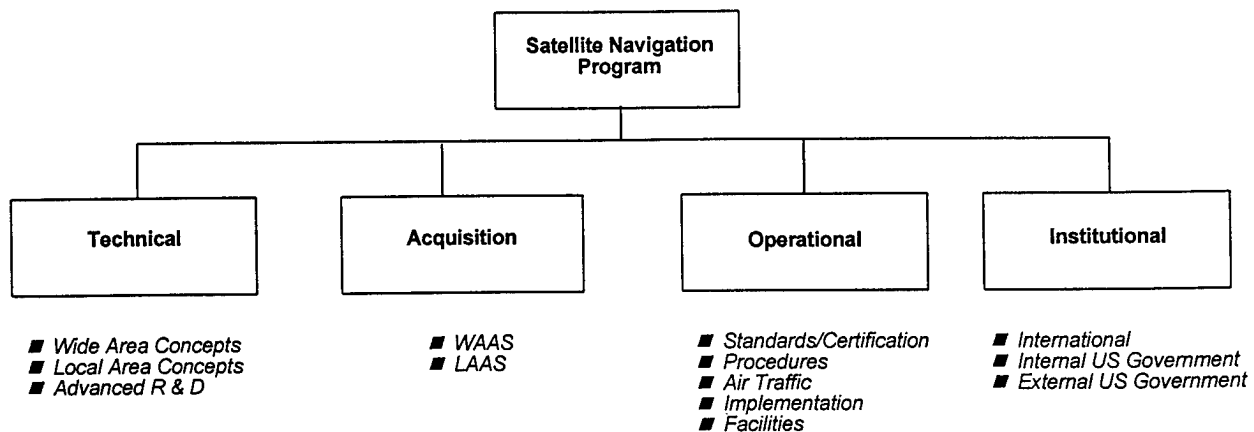 Satellite Navigation
Program
Technical
Acquisition
Operational
Institutional
■ Wide Area Concepts
■ Local Area Concepts
■ Advanced R & D
■ WAAS
■ LAAS
■ Standards/Certification
■ Procedures
■ Air Traffic
■ Implementation
■ Facilities
■ International
■ Internal US Government
■ External US Government